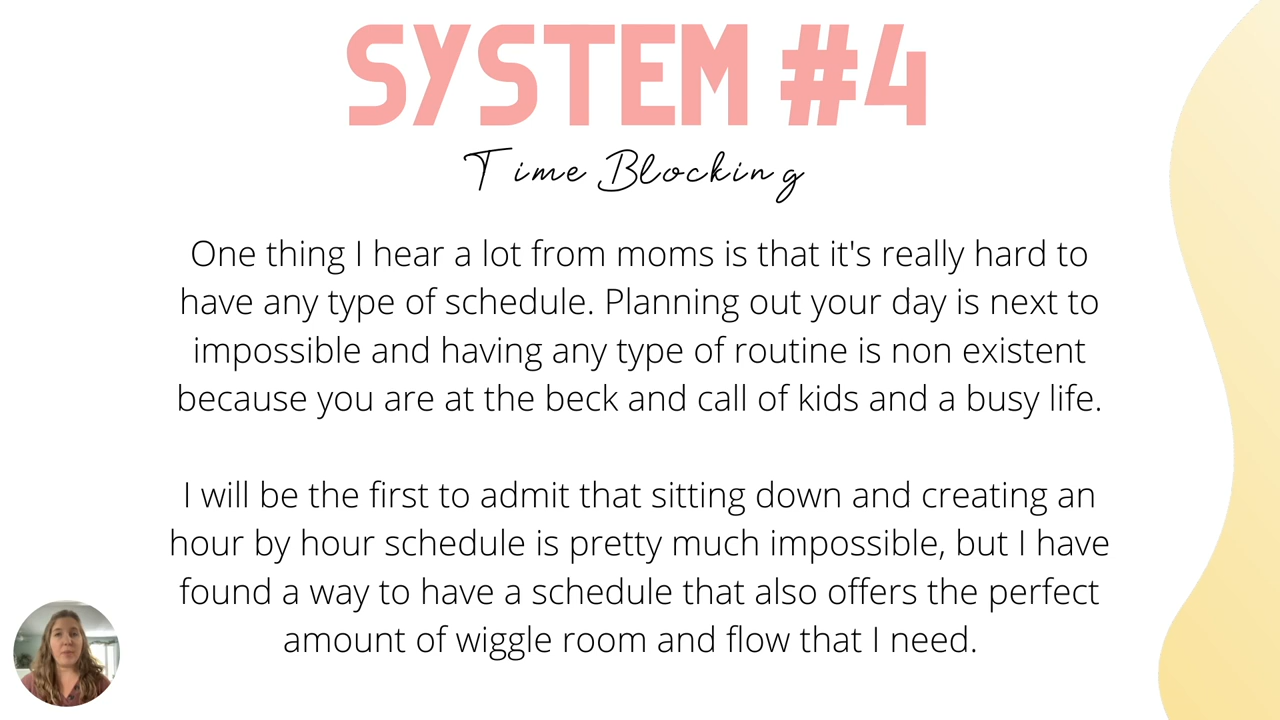 SYSTEM #4
Time Blocking
One thing I hear a lot from moms is that it's really hard to
have any type of schedule. Planning out your day is next to
impossible and having any type of routine is non existent
because you are at the beck and call of kids and a busy life.
I will be the first to admit that sitting down and creating an
hour by hour schedule is pretty much impossible, but I have
found a way to have a schedule that also offers the perfect
amount of wiggle room and flow that I need.